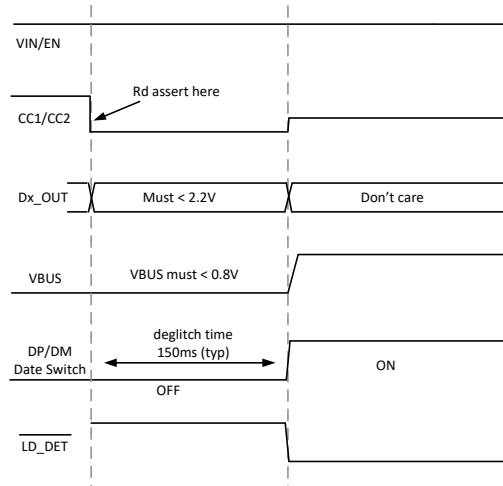 VIN/EN
Rd assert here
CC1/CC2
Dx_OUT
Must < 2.2V
Don't care
VBUS
VBUS must < 0.8V
deglitch time
150ms (typ)
DP/DM
Date Switch
ON
OFF
LD_DET